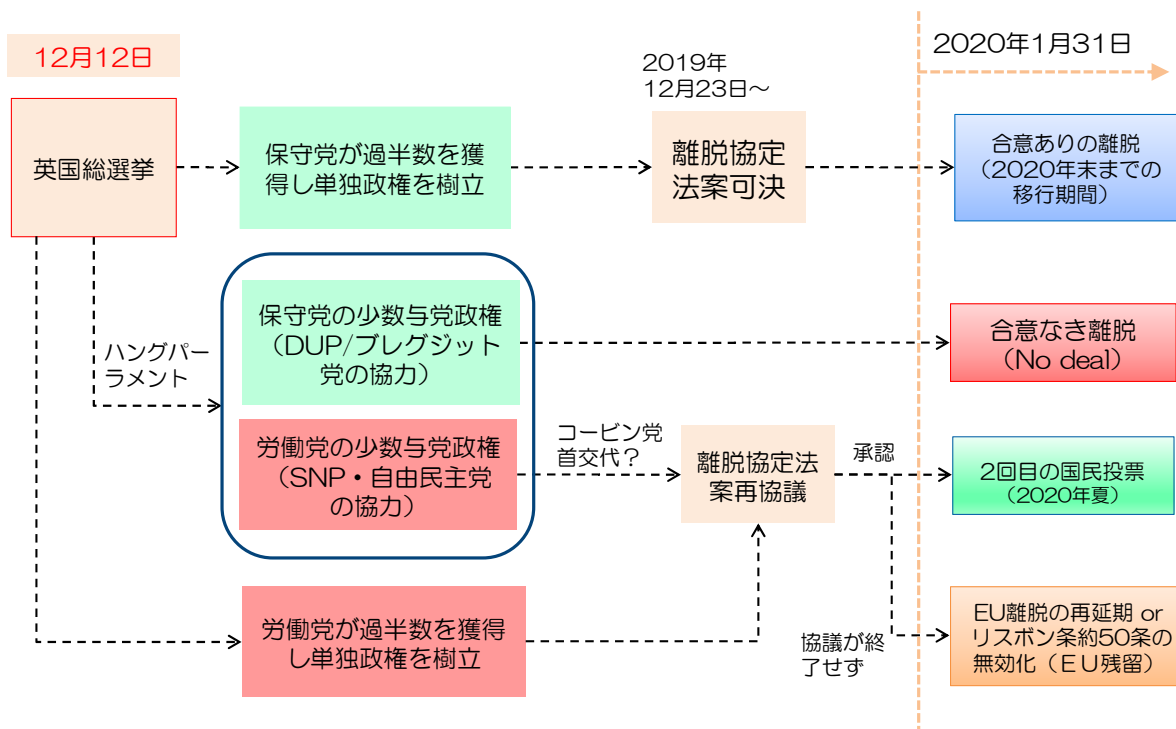 12月12日
2019年
12月23日～
2020年1月31日
英国総選挙
保守党が過半数を獲
得し単独政権を樹立
離脱協定
法案可決
合意ありの離脱
（2020年末までの
移行期間）
ハングパー
ラメント
保守党の少数与党政権
（DUP/ブレグジット
党の協力）
合意なき離脱
（No deal）
労働党の少数与党政権
（SNP・自由民主党
の協力）
コービン党
首交代？
離脱協定法
案再協議
承認
2回目の国民投票
（2020年夏）
労働党が過半数を獲得
し単独政権を樹立
協議が終
了せず
EU離脱の再延期 or
リスボン条約50条の
無効化（ＥＵ残留）